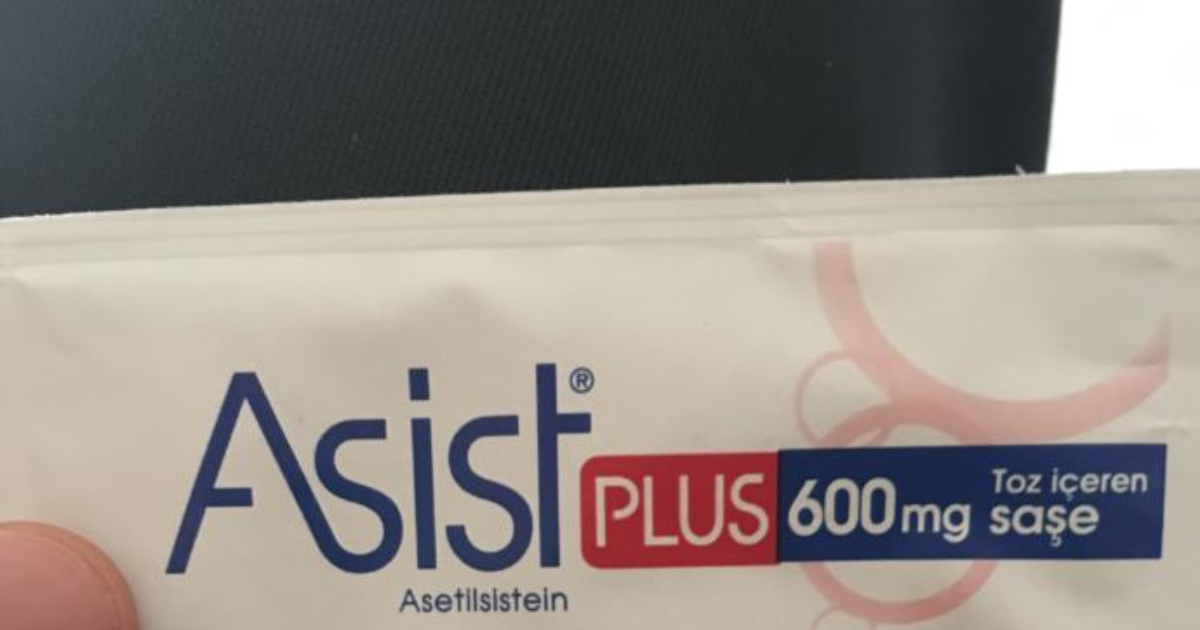 Asist®
PLUS 600mg Toz içeren
saşe
Asetilsistein